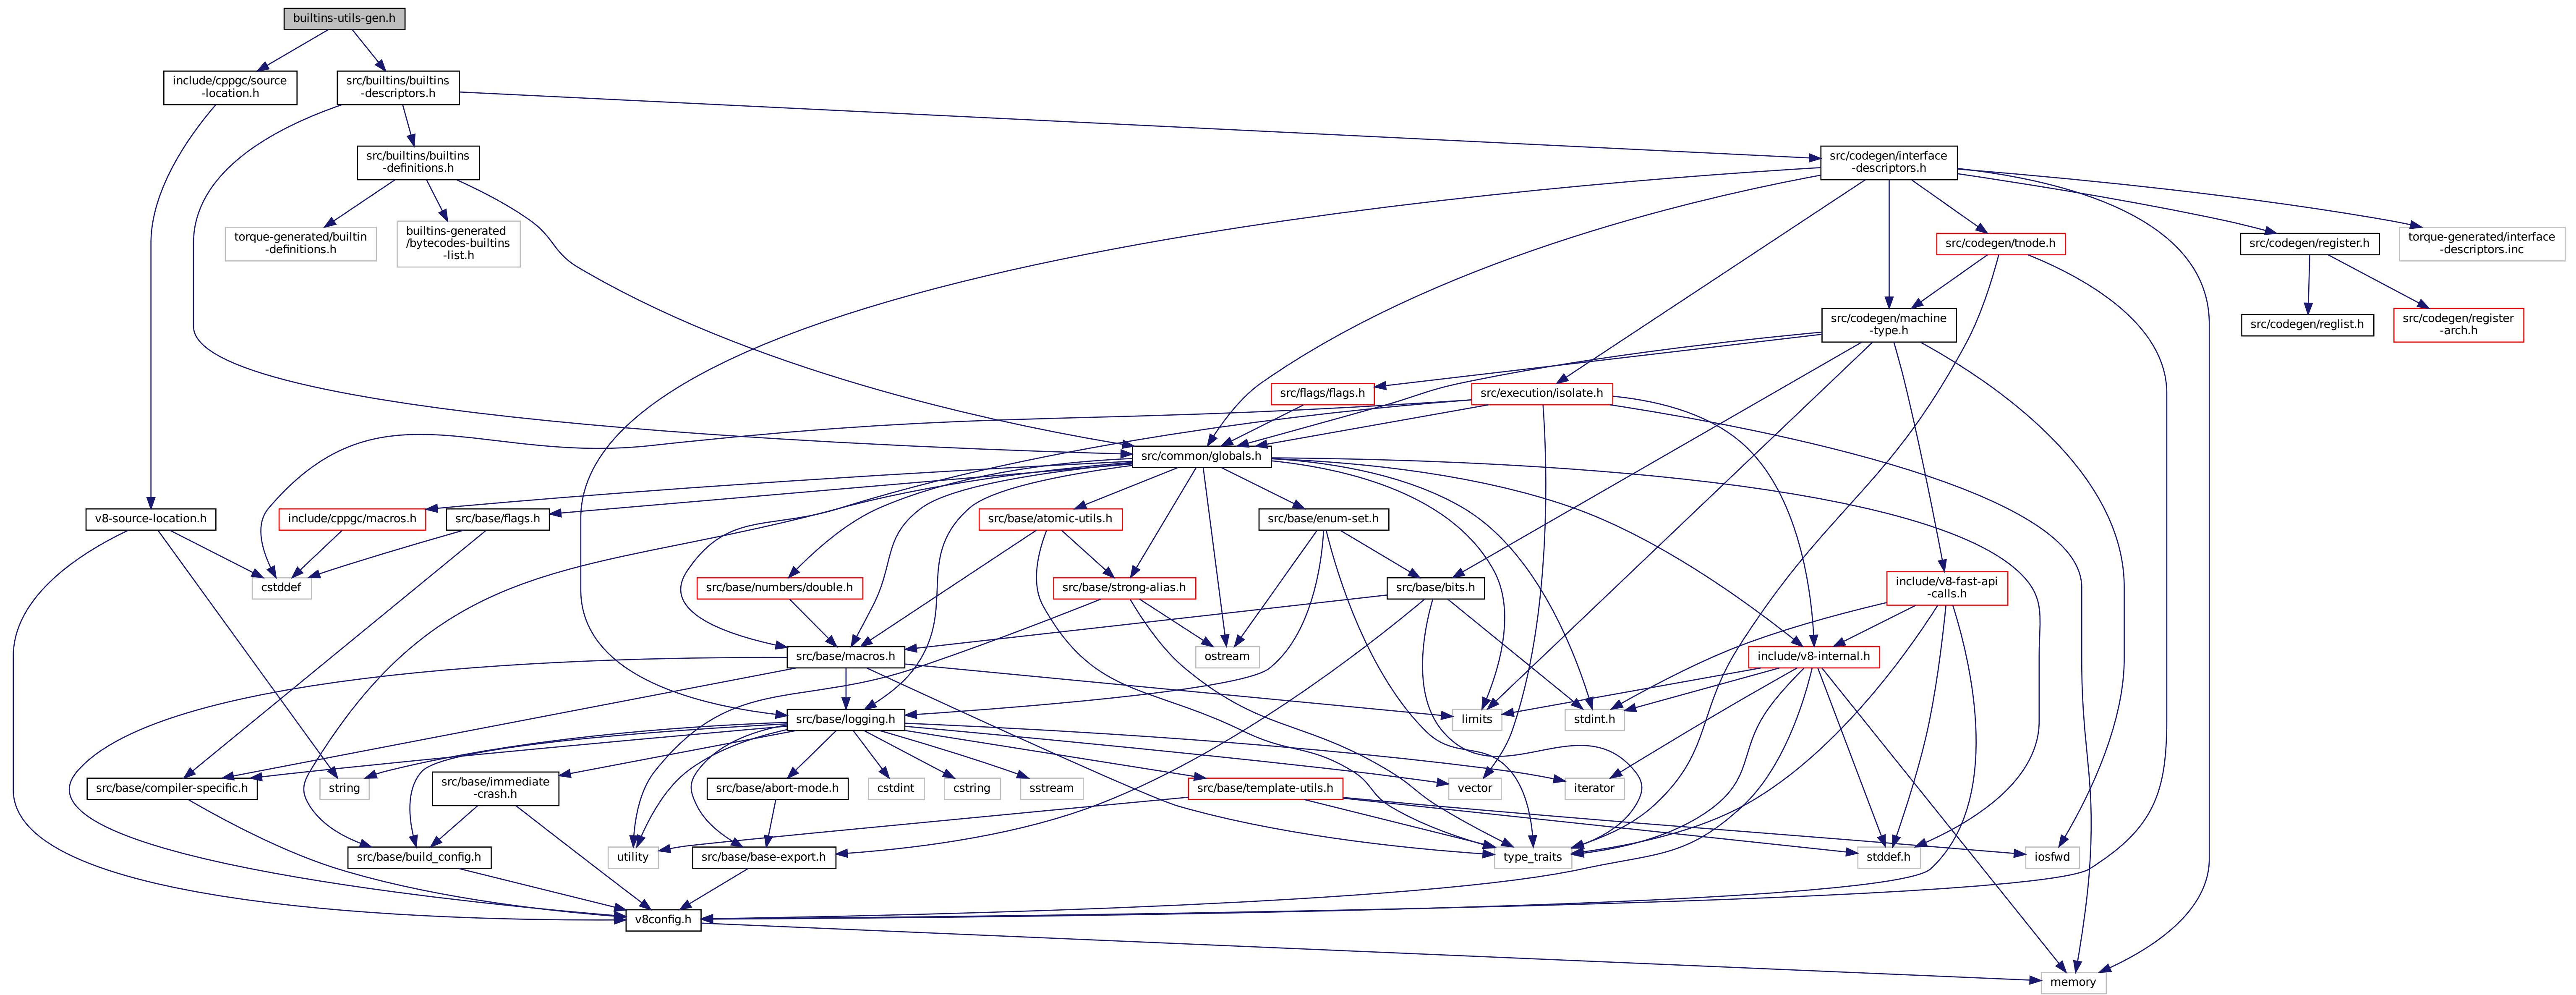 builtins-utils-gen.h
include/cppgc/source
-location.h
src/builtins/builtins
-descriptors.h
src/builtins/builtins
-definitions.h
src/codegen/interface
-descriptors.h
torque-generated/builtin
-definitions.h
builtins-generated
/bytecodes-builtins
-list.h
src/codegen/tnode.h
src/codegen/register.h
torque-generated/interface
-descriptors.inc
src/codegen/machine
-type.h
src/codegen/reglist.h
src/codegen/register
-arch.h
src/flags/flags.h
src/execution/isolate.h
src/common/globals.h
v8-source-location.h
include/cppgc/macros.h
src/base/flags.h
src/base/atomic-utils.h
src/base/enum-set.h
cstddef
src/base/numbers/double.h
src/base/strong-alias.h
src/base/bits.h
include/v8-fast-api
-calls.h
src/base/macros.h
ostream
include/v8-internal.h
src/base/logging.h
limits
stdint.h
src/base/compiler-specific.h
string
src/base/immediate
-crash.h
src/base/abort-mode.h
cstdint
cstring
sstream
src/base/template-utils.h
vector
iterator
src/base/build_config.h
utility
src/base/base-export.h
type_traits
stddef.h
iosfwd
v8config.h
memory